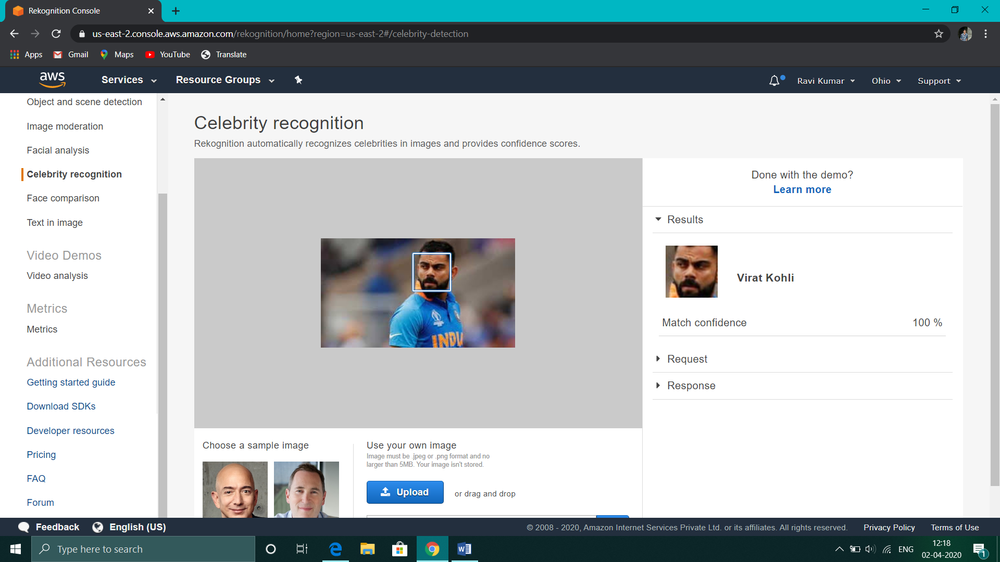 Rekognition Console
us-east-2.console.aws.amazon.com/rekognition/home?region=us-east-2#/celebrity-detection
Apps Gmail Maps YouTube Translate
aws Services Resource Groups Ravi Kumar Ohio Support
Object and scene detection
Image moderation
Facial analysis
Celebrity recognition
Face comparison
Text in image
Video Demos
Video analysis
Metrics
Metrics
Additional Resources
Getting started guide
Download SDKs
Developer resources
Pricing
FAQ
Forum
Celebrity recognition
Rekognition automatically recognizes celebrities in images and provides confidence scores.
INDI
Done with the demo?
Learn more
Results
Virat Kohli
Match confidence 100 %
Request
Response
Choose a sample image
Use your own image
Image must be .jpeg or .png format and no
larger than 5MB. Your image isn't stored.
Upload or drag and drop
Feedback English (US) © 2008 - 2020, Amazon Internet Services Private Ltd. or its affiliates. All rights reserved. Privacy Policy Terms of Use
Type here to search
W
ENG
12:18
02-04-2020
1